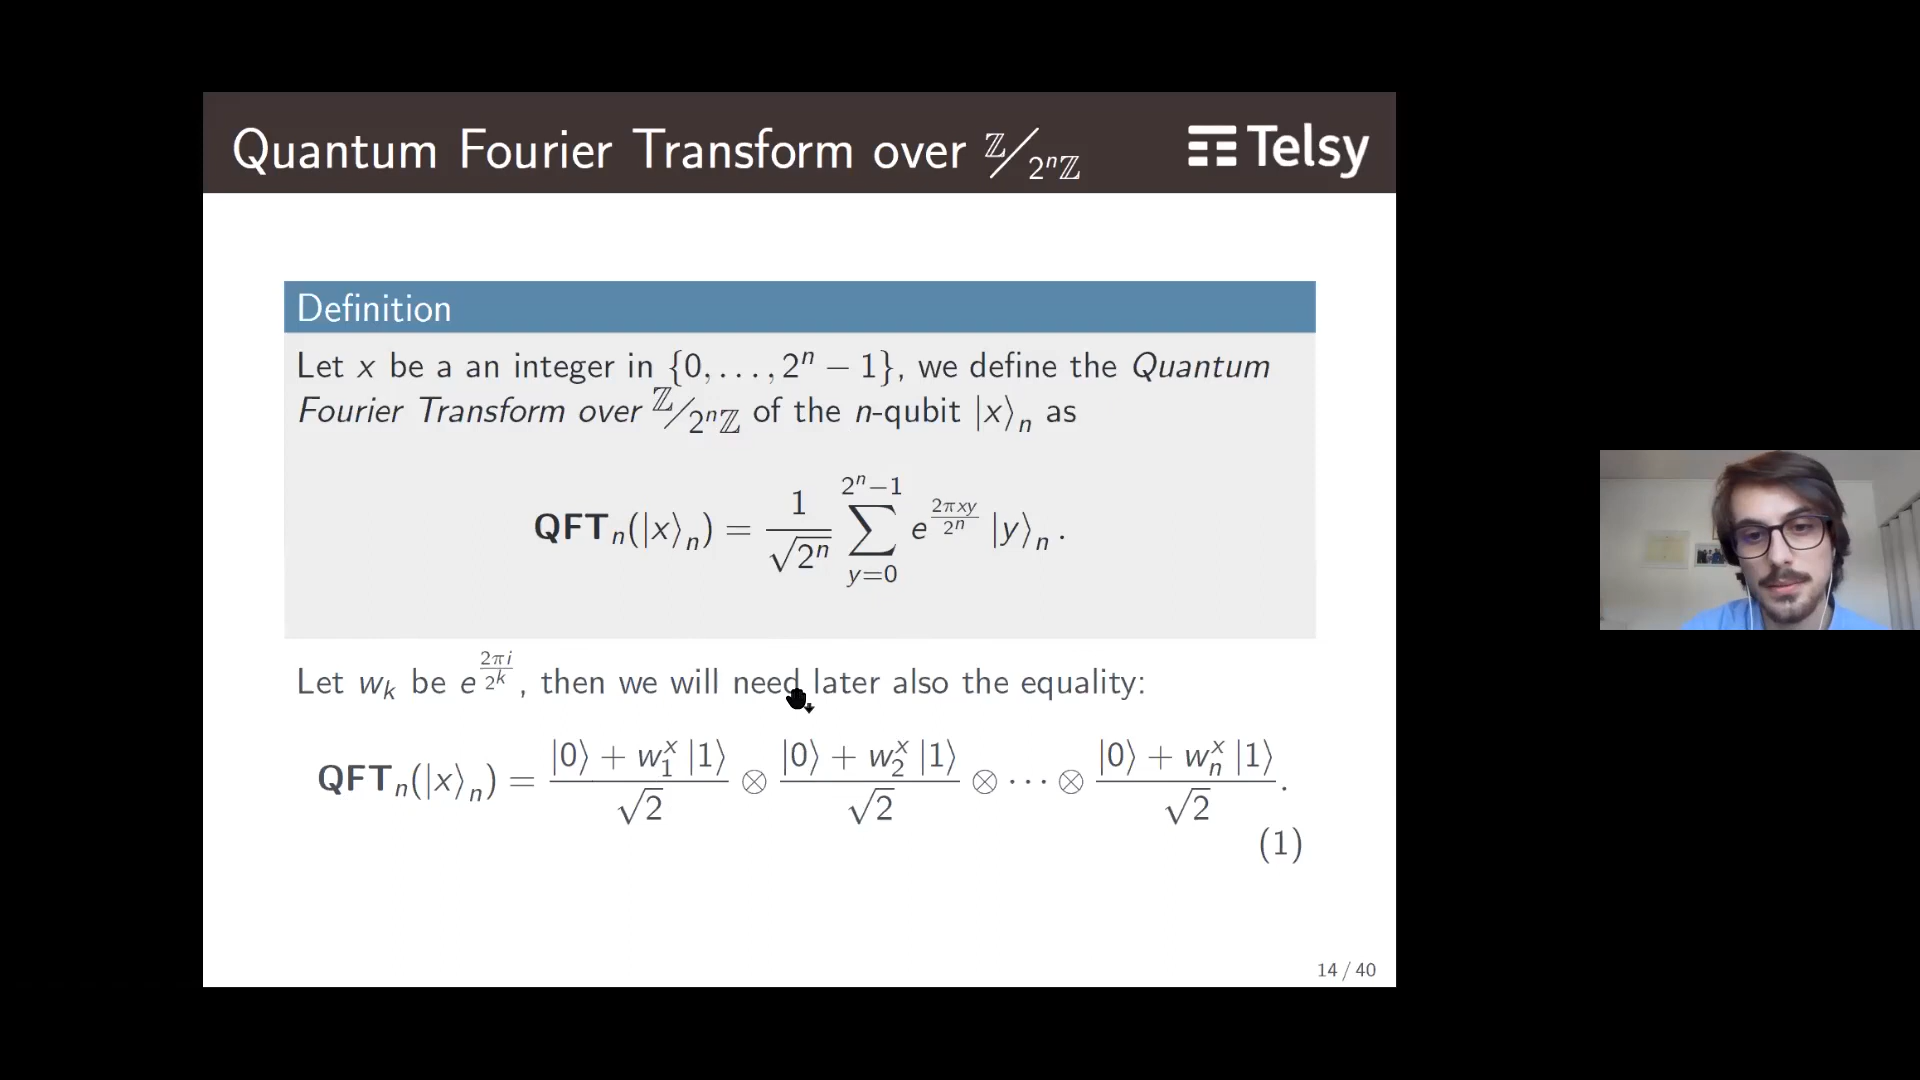 Quantum Fourier Transform over ℤ/2ⁿℤ
Telsy
Definition
Let x be a an integer in {0, . . . , 2ⁿ − 1}, we define the Quantum
Fourier Transform over ℤ/2ⁿℤ of the n-qubit |x⟩ₙ as
QFTₙ(|x⟩ₙ) = 1/√2ⁿ ∑_{y=0}^{2ⁿ−1} e^{2πxy/2ⁿ} |y⟩ₙ .
Let wₖ be e^{2πi/2ᵏ}, then we will need later also the equality:
QFTₙ(|x⟩ₙ) = (|0⟩ + w₁ˣ |1⟩)/√2 ⊗ (|0⟩ + w₂ˣ |1⟩)/√2 ⊗ · · · ⊗ (|0⟩ + wₙˣ |1⟩)/√2 .
(1)
14 / 40